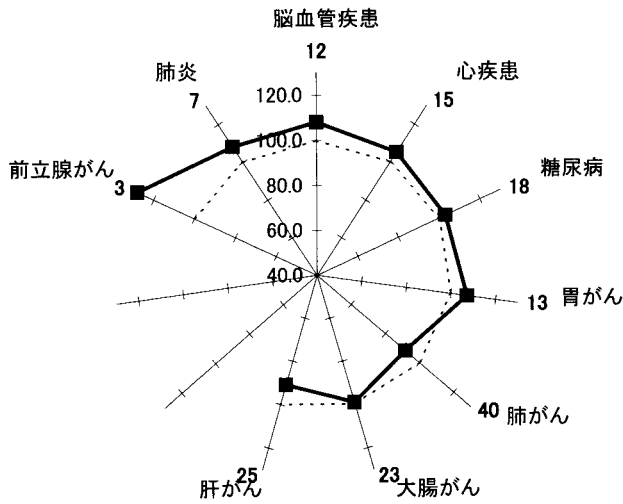 脳血管疾患
12
心疾患
15
糖尿病
18
胃がん
13
肺がん
40
大腸がん
23
肝がん
25
前立腺がん
3
肺炎
7
120.0
100.0
80.0
60.0
40.0